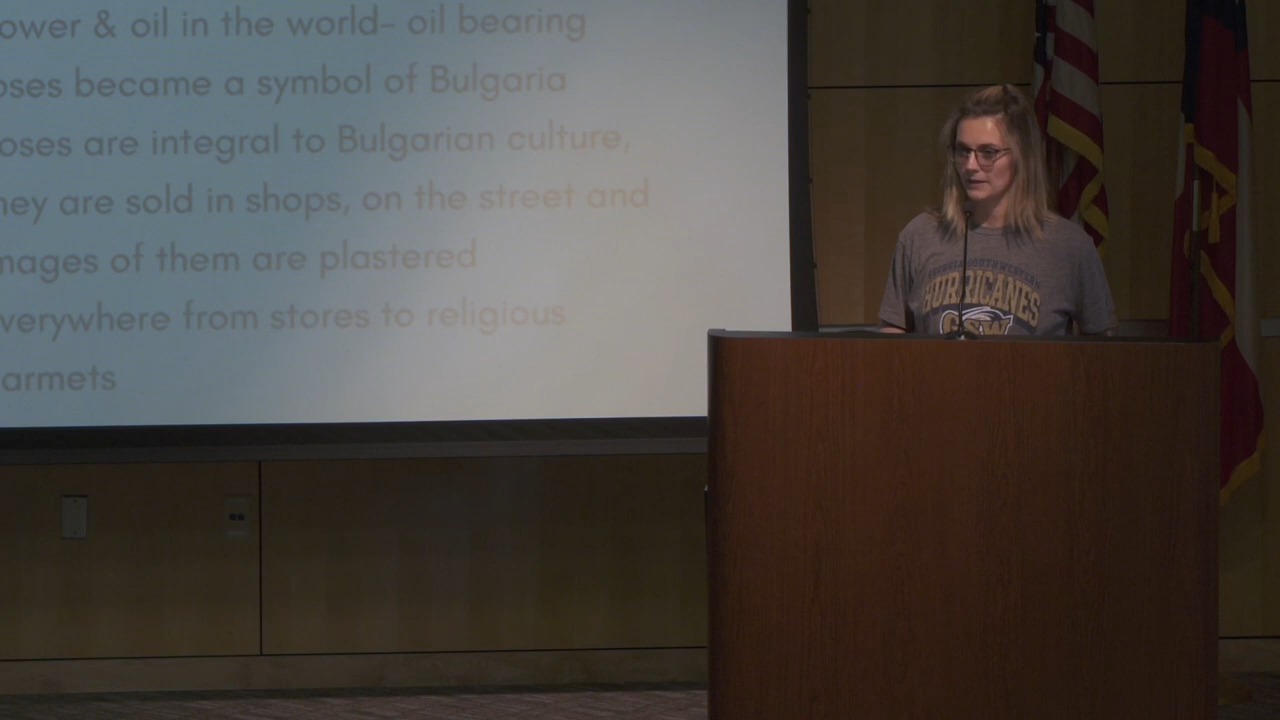 ower & oil in the world- oil bearing
oses became a symbol of Bulgaria
oses are integral to Bulgarian culture,
hey are sold in shops, on the street and
mages of them are plastered
verywhere from stores to religious
armets
GEORGIA SOUTHWESTERN
HURRICANES
GSW